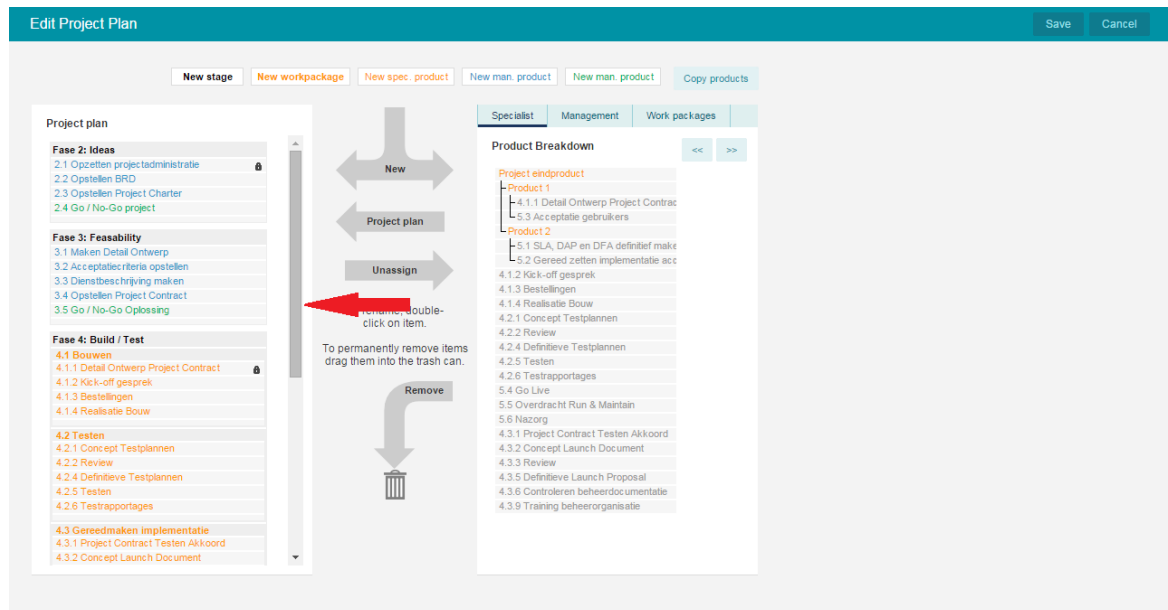 Edit Project Plan
Save
Cancel
New stage
New workpackage
New spec. product
New man. product
New man. product
Copy products
Project plan
Fase 2: Ideas
2.1 Opzetten projectadministratie
2.2 Opstellen BRD
2.3 Opstellen Project Charter
2.4 Go / No-Go project
Fase 3: Feasability
3.1 Maken Detail Ontwerp
3.2 Acceptatiecriteria opstellen
3.3 Dienstbeschrijving maken
3.4 Opstellen Project Contract
3.5 Go / No-Go Oplossing
Fase 4: Build / Test
4.1 Bouwen
4.1.1 Detail Ontwerp Project Contract
4.1.2 Kick-off gesprek
4.1.3 Bestellingen
4.1.4 Realisatie Bouw
4.2 Testen
4.2.1 Concept Testplannen
4.2.2 Review
4.2.4 Definitieve Testplannen
4.2.5 Testen
4.2.6 Testrapportages
4.3 Gereedmaken implementatie
4.3.1 Project Contract Testen Akkoord
4.3.2 Concept Launch Document
New
Project plan
Unassign
double-
click on item.
To permanently remove items
drag them into the trash can.
Remove
Specialist
Management
Work packages
Product Breakdown
<<
>>
Project eindproduct
Product 1
4.1.1 Detail Ontwerp Project Contrac
5.3 Acceptatie gebruikers
Product 2
5.1 SLA, DAP en DFA definitief make
5.2 Gereed zetten implementatie acc
4.1.2 Kick-off gesprek
4.1.3 Bestellingen
4.1.4 Realisatie Bouw
4.2.1 Concept Testplannen
4.2.2 Review
4.2.4 Definitieve Testplannen
4.2.5 Testen
4.2.6 Testrapportages
5.4 Go Live
5.5 Overdracht Run & Maintain
5.6 Nazorg
4.3.1 Project Contract Testen Akkoord
4.3.2 Concept Launch Document
4.3.3 Review
4.3.5 Definitieve Launch Proposal
4.3.6 Controleren beheerdocumentatie
4.3.9 Training beheerorganisatie